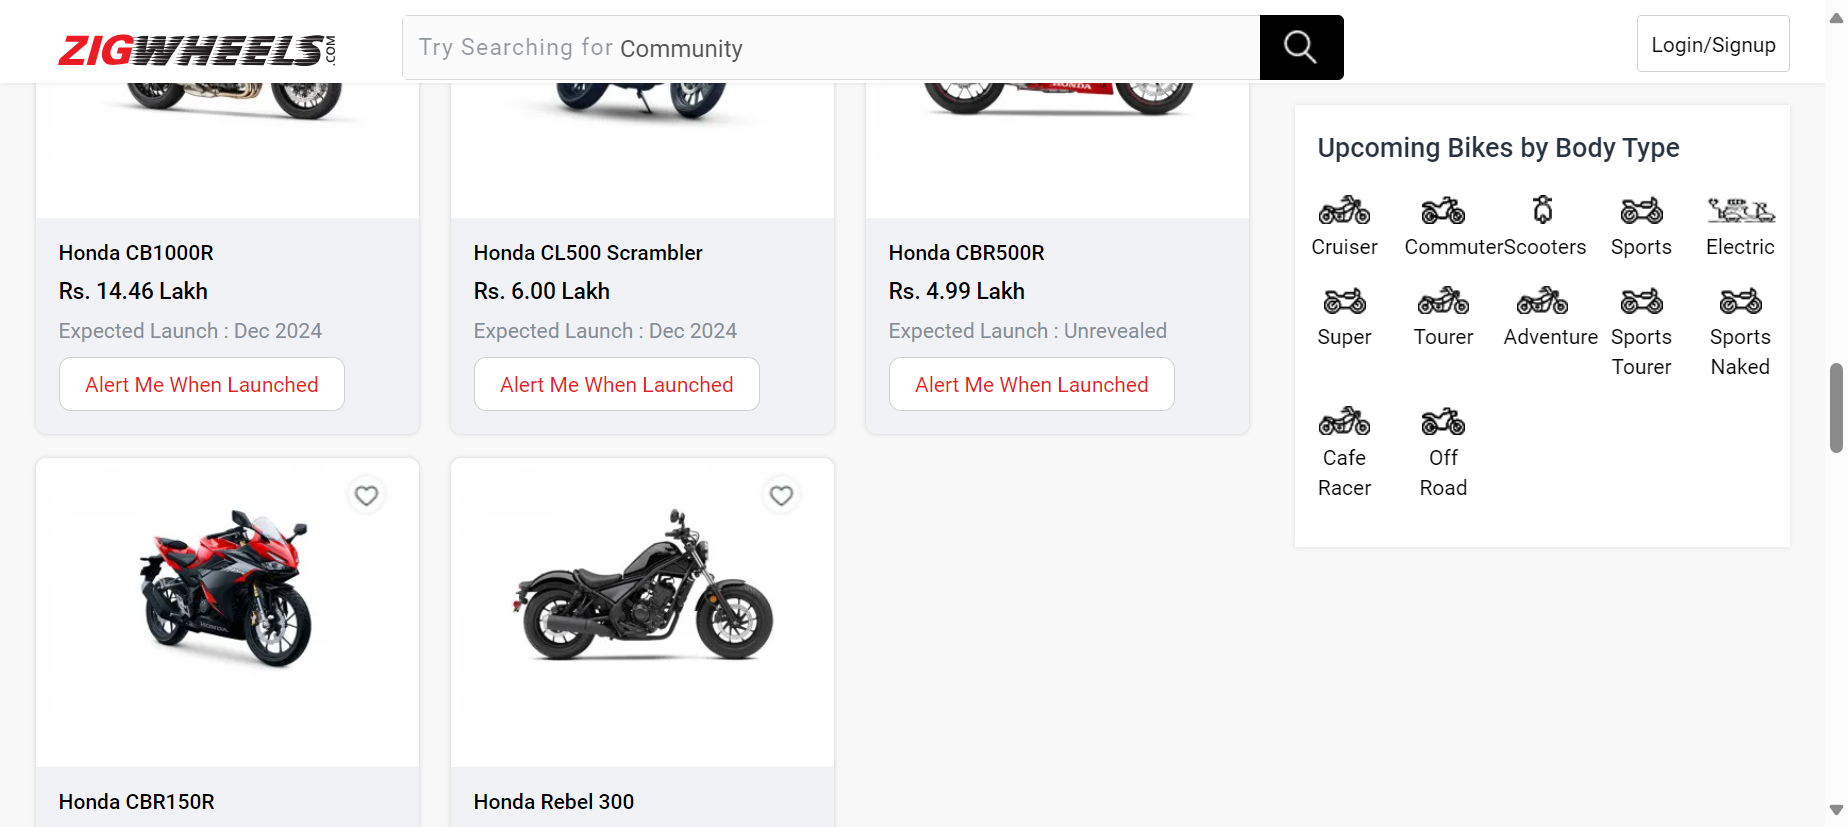 ZIGWHEELS.COM
Try Searching for Community
Login/Signup
HONDA
Honda CB1000R
Rs. 14.46 Lakh
Expected Launch : Dec 2024
Alert Me When Launched
Honda CL500 Scrambler
Rs. 6.00 Lakh
Expected Launch : Dec 2024
Alert Me When Launched
Honda CBR500R
Rs. 4.99 Lakh
Expected Launch : Unrevealed
Alert Me When Launched
HONDA
Honda CBR150R
Honda Rebel 300
Upcoming Bikes by Body Type
Cruiser
Commuter
Scooters
Sports
Electric
Super
Tourer
Adventure
Sports
Tourer
Sports
Naked
Cafe
Racer
Off
Road